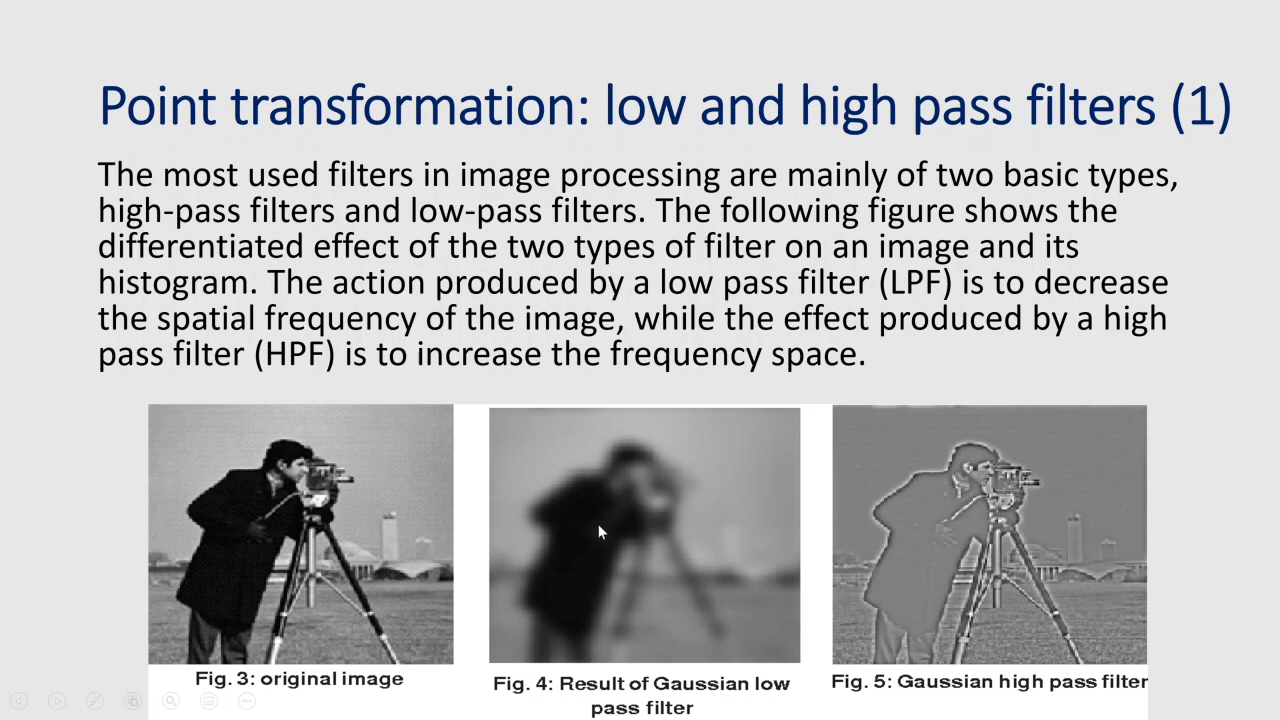 Point transformation: low and high pass filters (1)
The most used filters in image processing are mainly of two basic types,
high-pass filters and low-pass filters. The following figure shows the
differentiated effect of the two types of filter on an image and its
histogram. The action produced by a low pass filter (LPF) is to decrease
the spatial frequency of the image, while the effect produced by a high
pass filter (HPF) is to increase the frequency space.
Fig. 3: original image
Fig. 4: Result of Gaussian low
pass filter
Fig. 5: Gaussian high pass filter